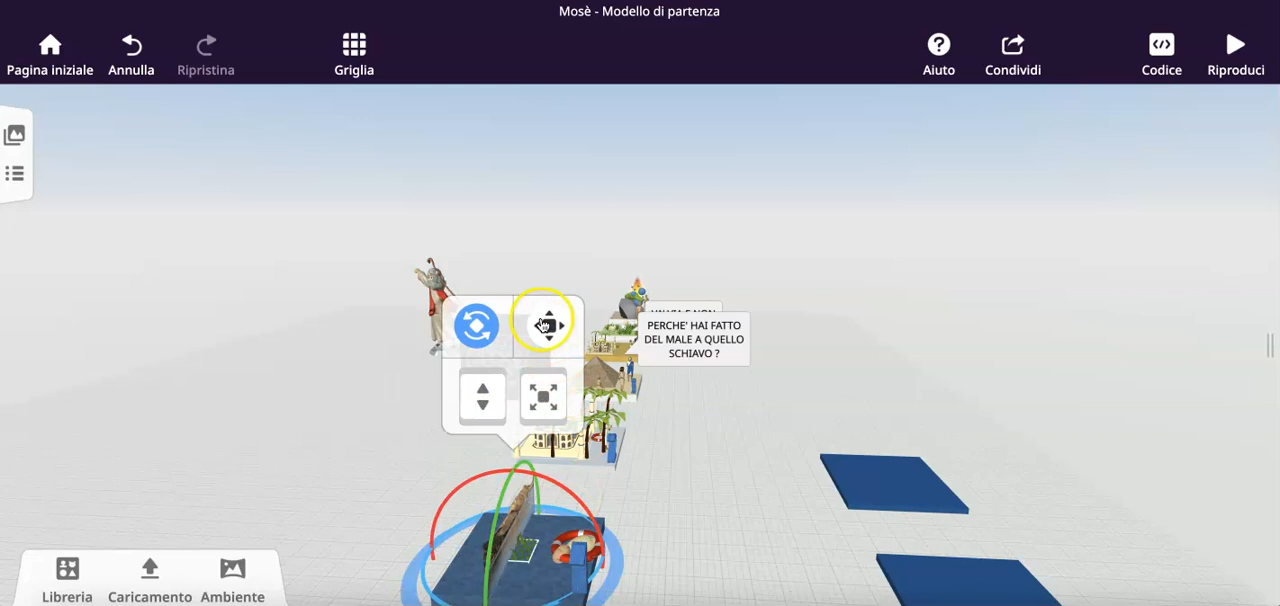 Mosè - Modello di partenza
Pagina iniziale
Annulla
Ripristina
Griglia
Aiuto
Condividi
Codice
Riproduci
PERCHE' HAI FATTO
DEL MALE A QUELLO
SCHIAVO ?
Libreria
Caricamento
Ambiente